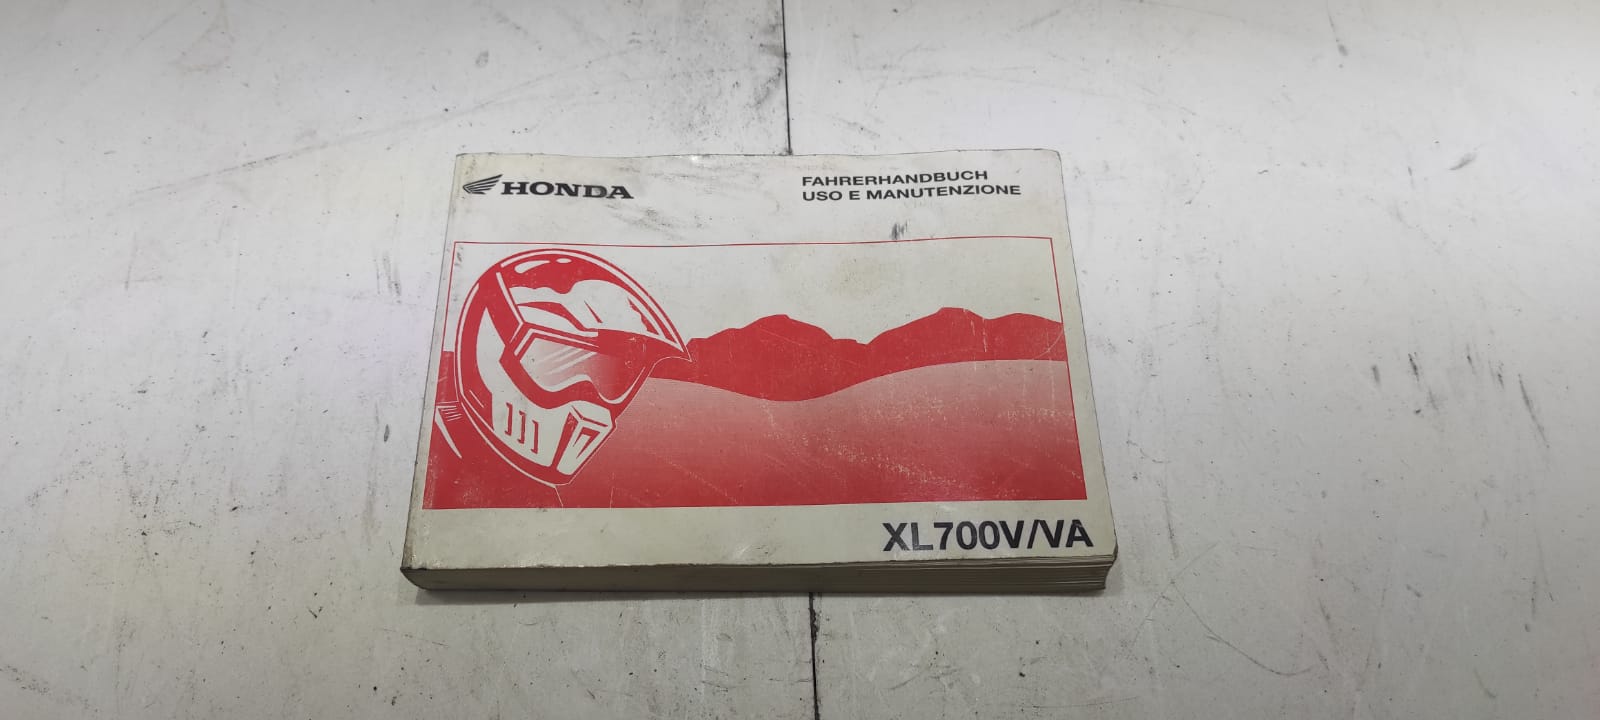 HONDA
FAHRERHANDBUCH
USO E MANUTENZIONE
XL700V/VA